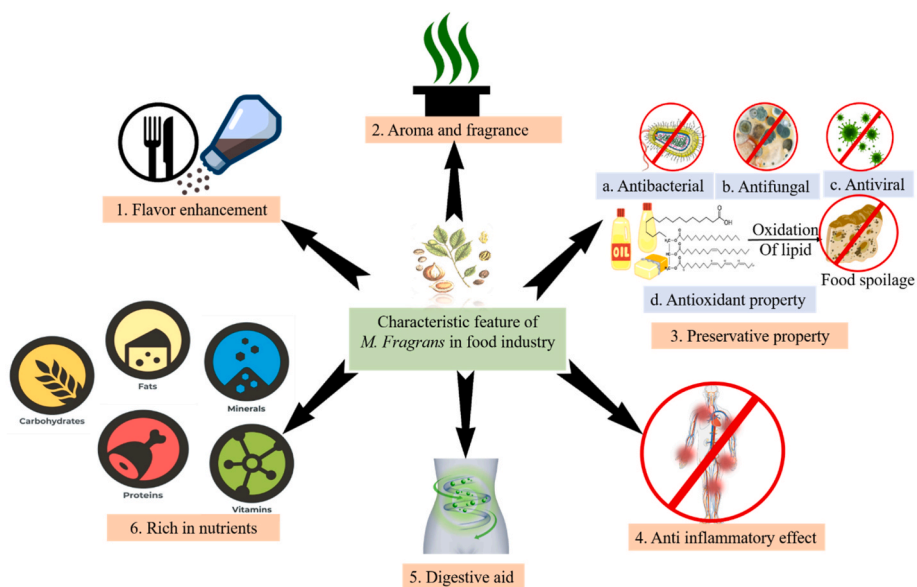 2. Aroma and fragrance
1. Flavor enhancement
a. Antibacterial
b. Antifungal
c. Antiviral
OIL
OH
O
Oxidation
Of lipid
Food spoilage
d. Antioxidant property
3. Preservative property
Characteristic feature of
M. Fragrans in food industry
Carbohydrates
Fats
Minerals
Proteins
Vitamins
6. Rich in nutrients
5. Digestive aid
4. Anti inflammatory effect